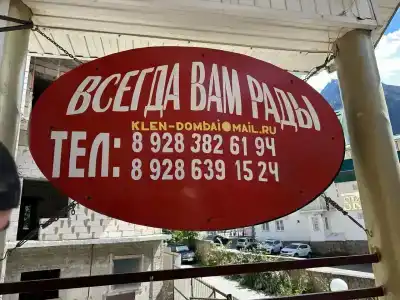 ВСЕГДА ВАМ РАДЫ
KLEN-DOMBAI@MAIL.RU
ТЕЛ: 8 928 382 61 94
8 928 639 15 24